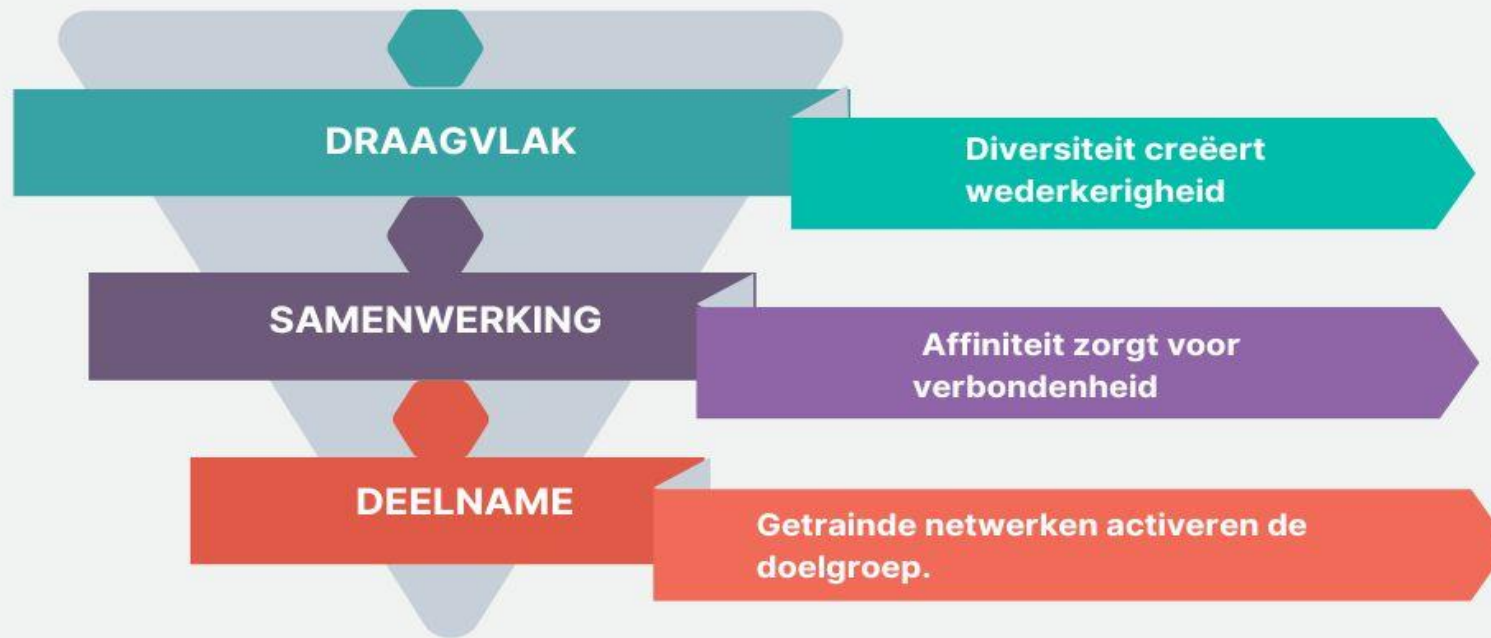 DRAAGVLAK
Diversiteit creëert
wederkerigheid
SAMENWERKING
Affiniteit zorgt voor
verbondenheid
DEELNAME
Getrainde netwerken activeren de
doelgroep.